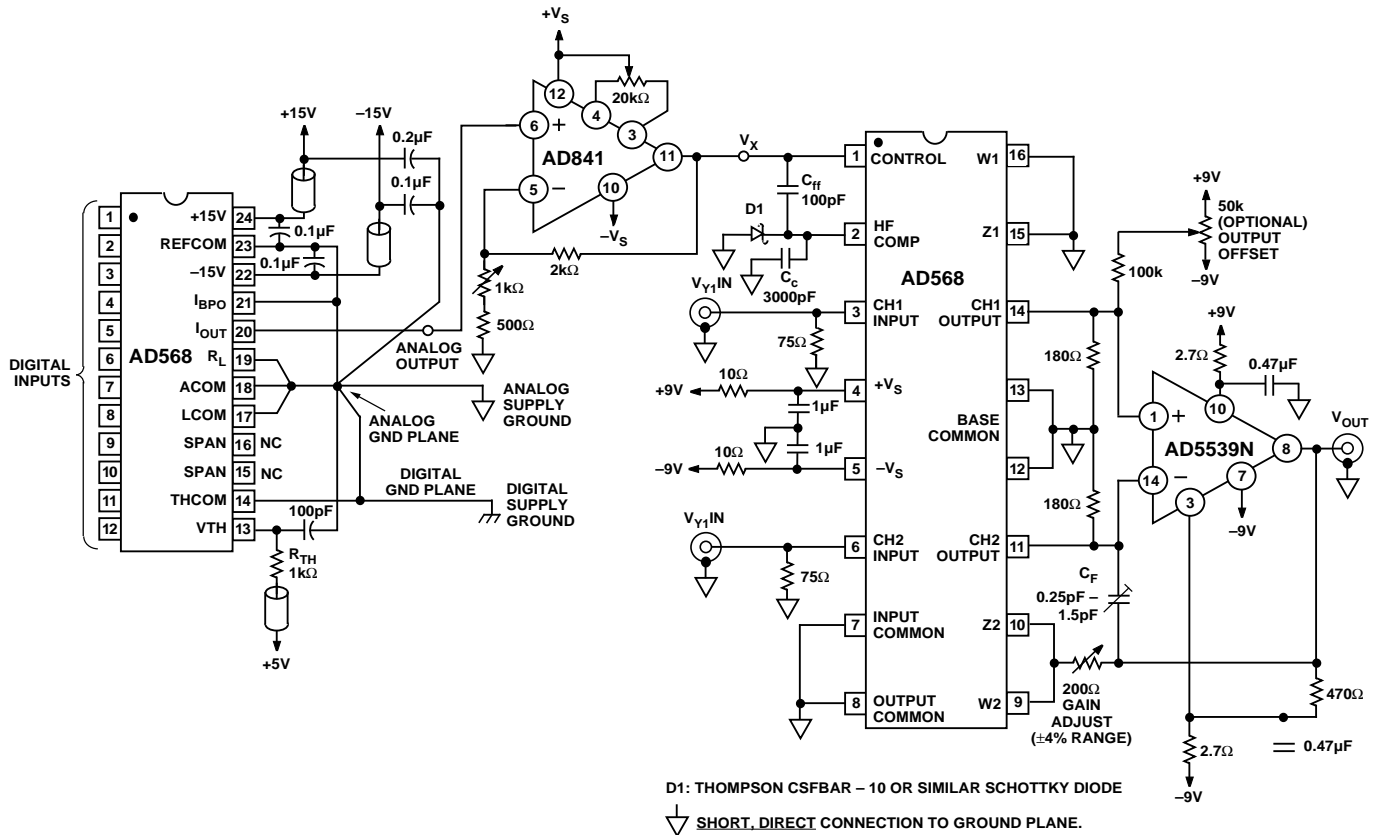 +VS
20kΩ
12
4
3
6
+
AD841
11
5
−
10
−VS
2kΩ
1kΩ
500Ω
+15V
−15V
0.2µF
0.1µF
0.1µF
0.1µF
DIGITAL
INPUTS
AD568
1
2
3
4
5
6
7
8
9
10
11
12
+15V 24
REFCOM 23
−15V 22
IBPO 21
IOUT 20
RL 19
ACOM 18
LCOM 17
SPAN 16 NC
SPAN 15 NC
THCOM 14
VTH 13
100pF
RTH
1kΩ
+5V
ANALOG
OUTPUT
ANALOG
GND PLANE
ANALOG
SUPPLY
GROUND
DIGITAL
GND PLANE
DIGITAL
SUPPLY
GROUND
VX
Cff
100pF
D1
Cc
3000pF
VY1IN
75Ω
+9V
10Ω
1µF
1µF
−9V
10Ω
VY1IN
75Ω
AD568
1 CONTROL
2 HF
COMP
3 CH1
INPUT
4 +VS
5 −VS
6 CH2
INPUT
7 INPUT
COMMON
8 OUTPUT
COMMON
W1 16
Z1 15
CH1
OUTPUT 14
13
BASE
COMMON
12
CH2
OUTPUT 11
Z2 10
W2 9
180Ω
180Ω
100k
+9V
50k
(OPTIONAL)
OUTPUT
OFFSET
−9V
+9V
2.7Ω
0.47µF
1
+
10
AD5539N
8
14
−
7
3
−9V
VOUT
CF
0.25pF –
1.5pF
200Ω
GAIN
ADJUST
(±4% RANGE)
470Ω
2.7Ω
0.47µF
−9V
D1: THOMPSON CSFBAR – 10 OR SIMILAR SCHOTTKY DIODE
SHORT, DIRECT CONNECTION TO GROUND PLANE.